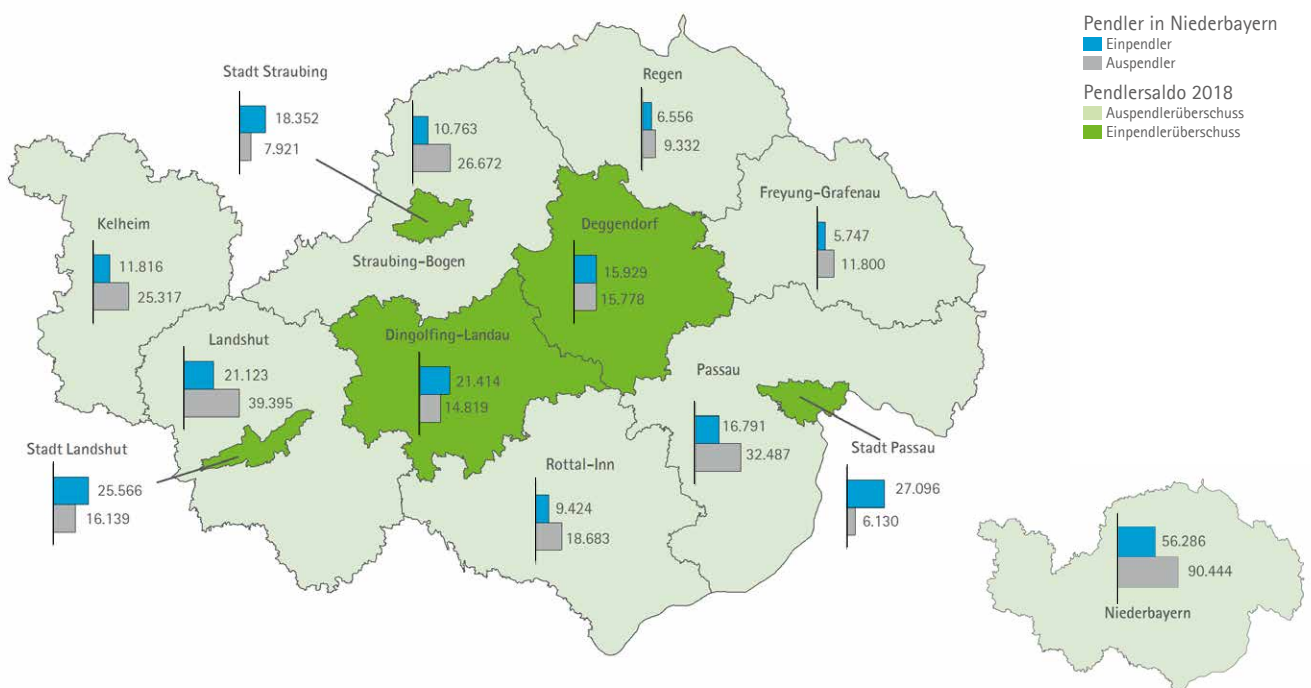 Pendler in Niederbayern
Einpendler
Auspendler
Pendlersaldo 2018
Auspendlerüberschuss
Einpendlerüberschuss
Stadt Straubing
18.352
7.921
10.763
26.672
Straubing-Bogen
Regen
6.556
9.332
Freyung-Grafenau
5.747
11.800
Kelheim
11.816
25.317
Deggendorf
15.929
15.778
Landshut
21.123
39.395
Dingolfing-Landau
21.414
14.819
Passau
16.791
32.487
Stadt Landshut
25.566
16.139
Rottal-Inn
9.424
18.683
Stadt Passau
27.096
6.130
56.286
90.444
Niederbayern